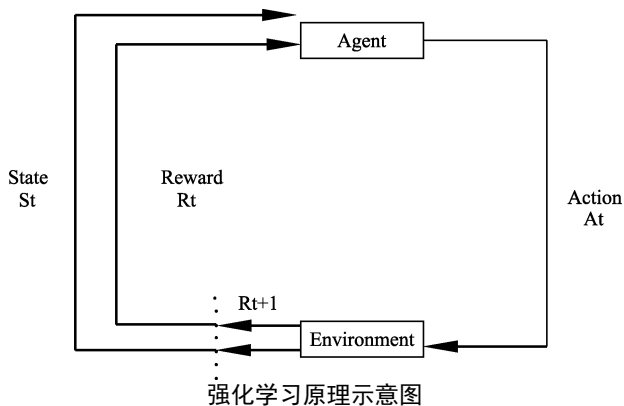 Agent
State
St
Reward
Rt
Action
At
Rt+1
Environment
强化学习原理示意图